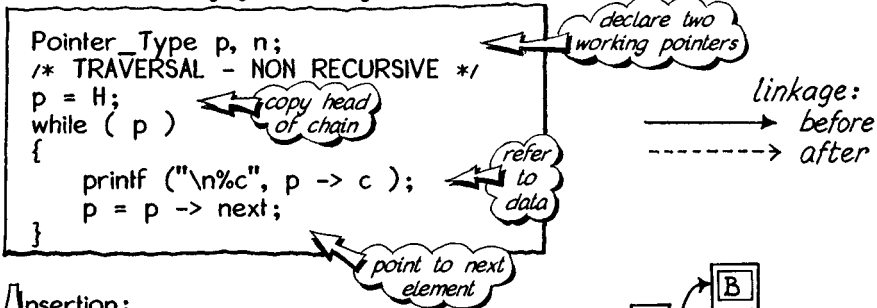 Pointer_Type p, n;
/* TRAVERSAL - NON RECURSIVE */
p = H;
while ( p )
{
printf ("\n%c", p -> c );
p = p -> next;
}
declare two
working pointers
copy head
of chain
refer
to
data
point to next
element
linkage:
before
after
Insertion:
B